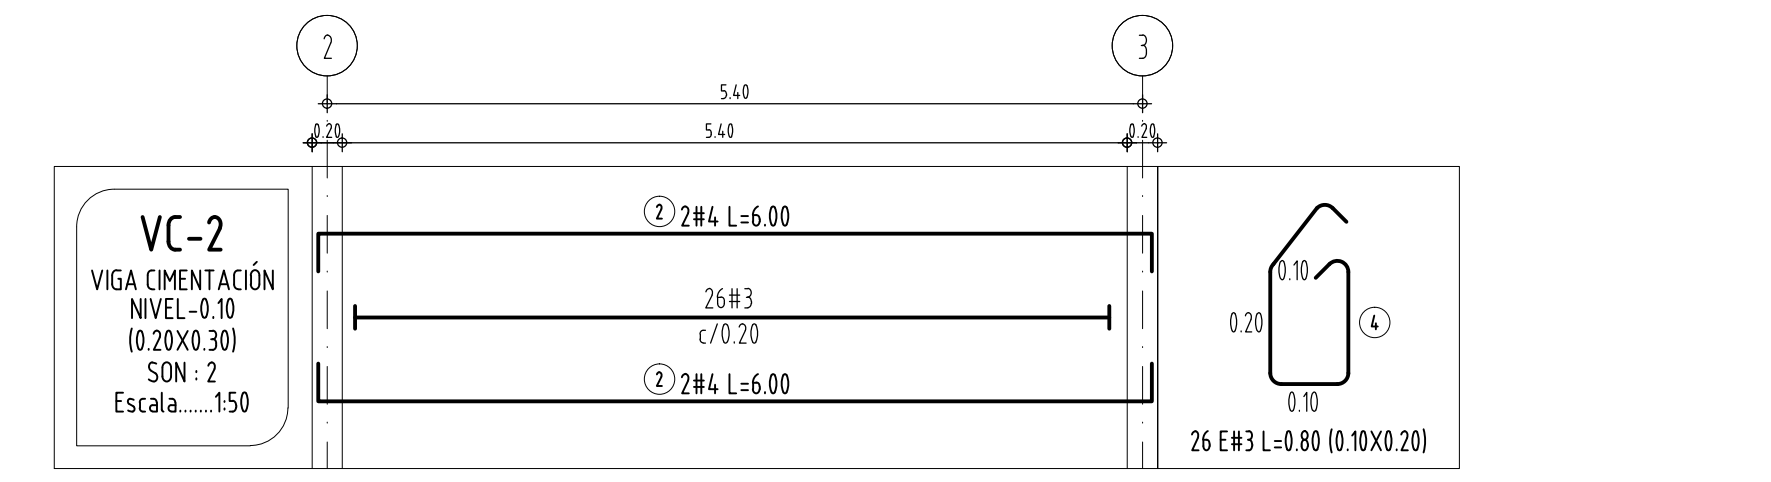 2
3
5.40
0.20
5.40
0.20
VC-2
VIGA CIMENTACIÓN
NIVEL-0.10
(0.20X0.30)
SON : 2
Escala.......1:50
2 2#4 L=6.00
26#3
c/0.20
2 2#4 L=6.00
0.10
0.20
4
0.10
26 E#3 L=0.80 (0.10X0.20)